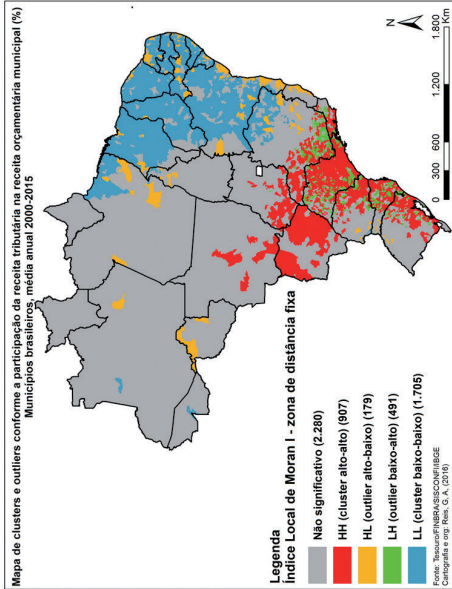 Mapa de clusters e outliers conforme a participação da receita tributária na receita orçamentária municipal (%)
Municípios brasileiros, média anual 2000-2015
N
Legenda
Índice Local de Moran I - zona de distância fixa
Não significativo (2.280)
HH (cluster alto-alto) (907)
HL (outlier alto-baixo) (179)
LH (outlier baixo-alto) (491)
LL (cluster baixo-baixo) (1.705)
0 300 600 1.200 1.800
Km
Fonte: Tesouro/FINBRA/SISCONFI/IBGE
Cartografia e org: Reis, G. A. (2016)